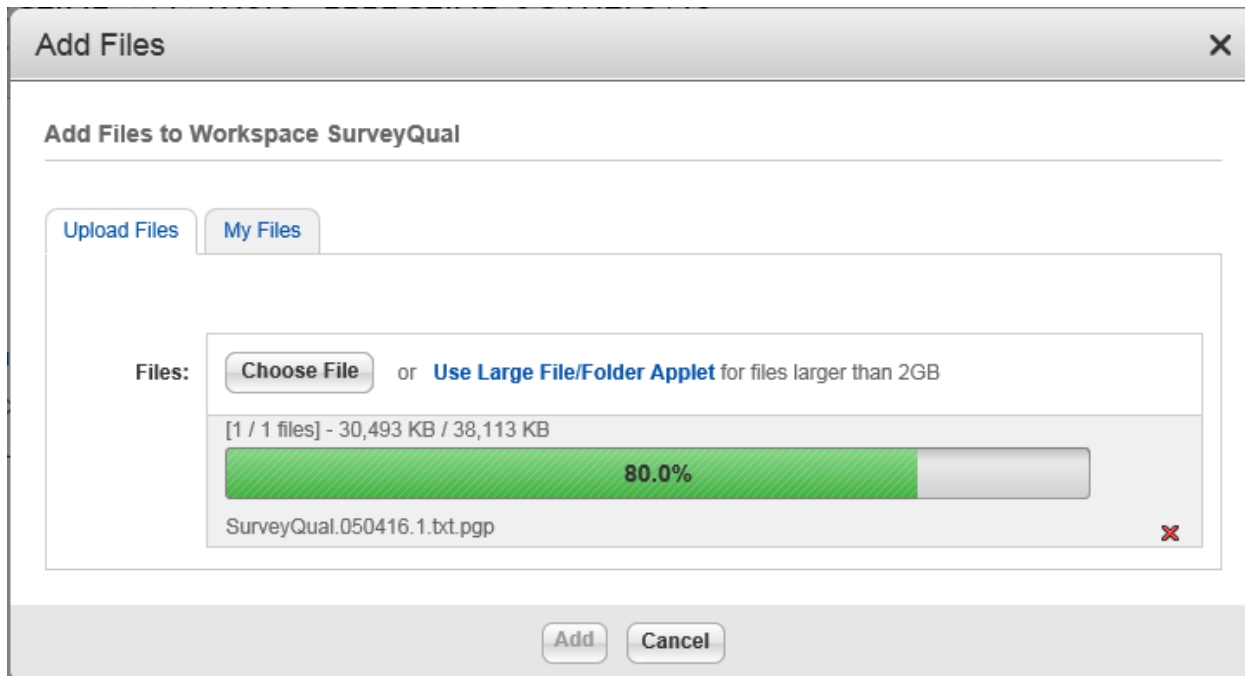 Add Files
Add Files to Workspace SurveyQual
Upload Files My Files
Files: Choose File or Use Large File/Folder Applet for files larger than 2GB
[1 / 1 files] - 30,493 KB / 38,113 KB
80.0%
SurveyQual.050416.1.txt.pgp
Add Cancel